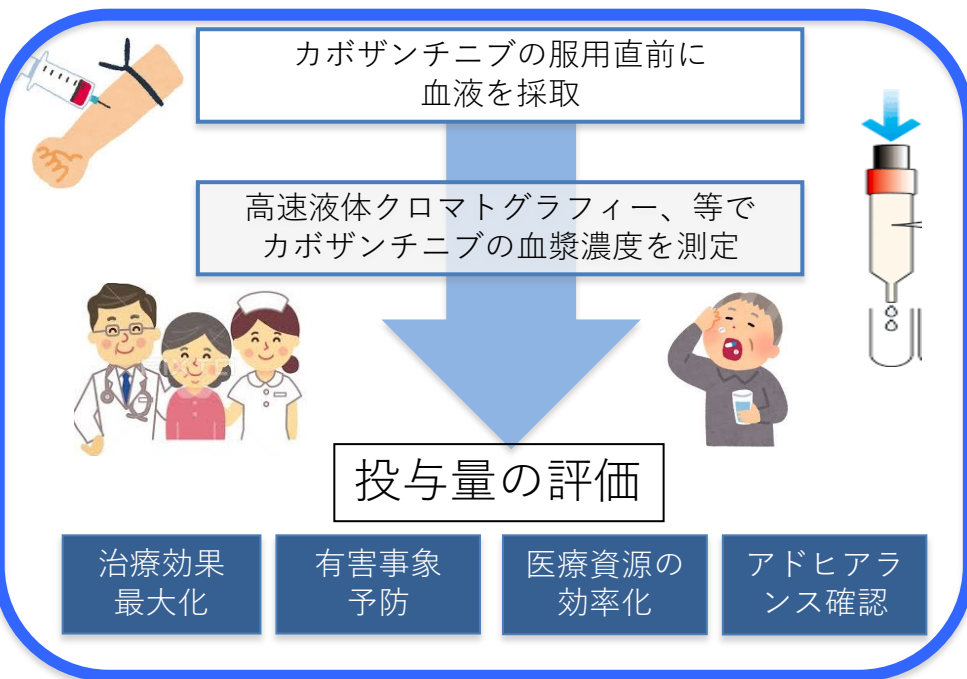 カボザンチニブの服用直前に
血液を採取
高速液体クロマトグラフィー、等で
カボザンチニブの血漿濃度を測定
投与量の評価
治療効果
最大化
有害事象
予防
医療資源の
効率化
アドヒアラ
ンス確認